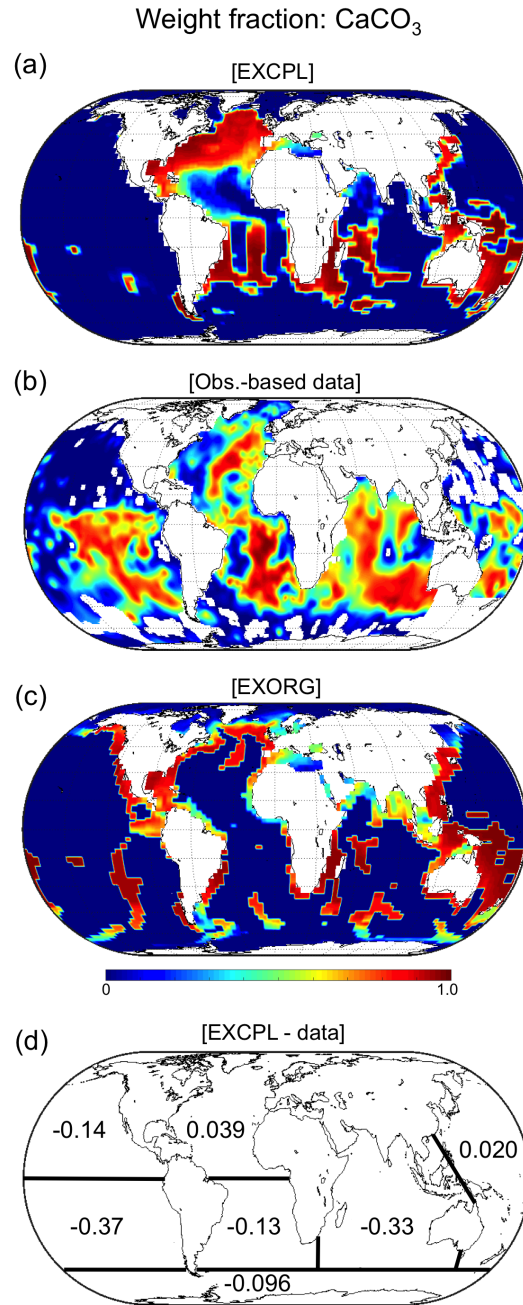 Weight fraction: CaCO₃
(a)
[EXCPL]
(b)
[Obs.-based data]
(c)
[EXORG]
0
1.0
(d)
[EXCPL - data]
-0.14
0.039
0.020
-0.37
-0.13
-0.33
-0.096